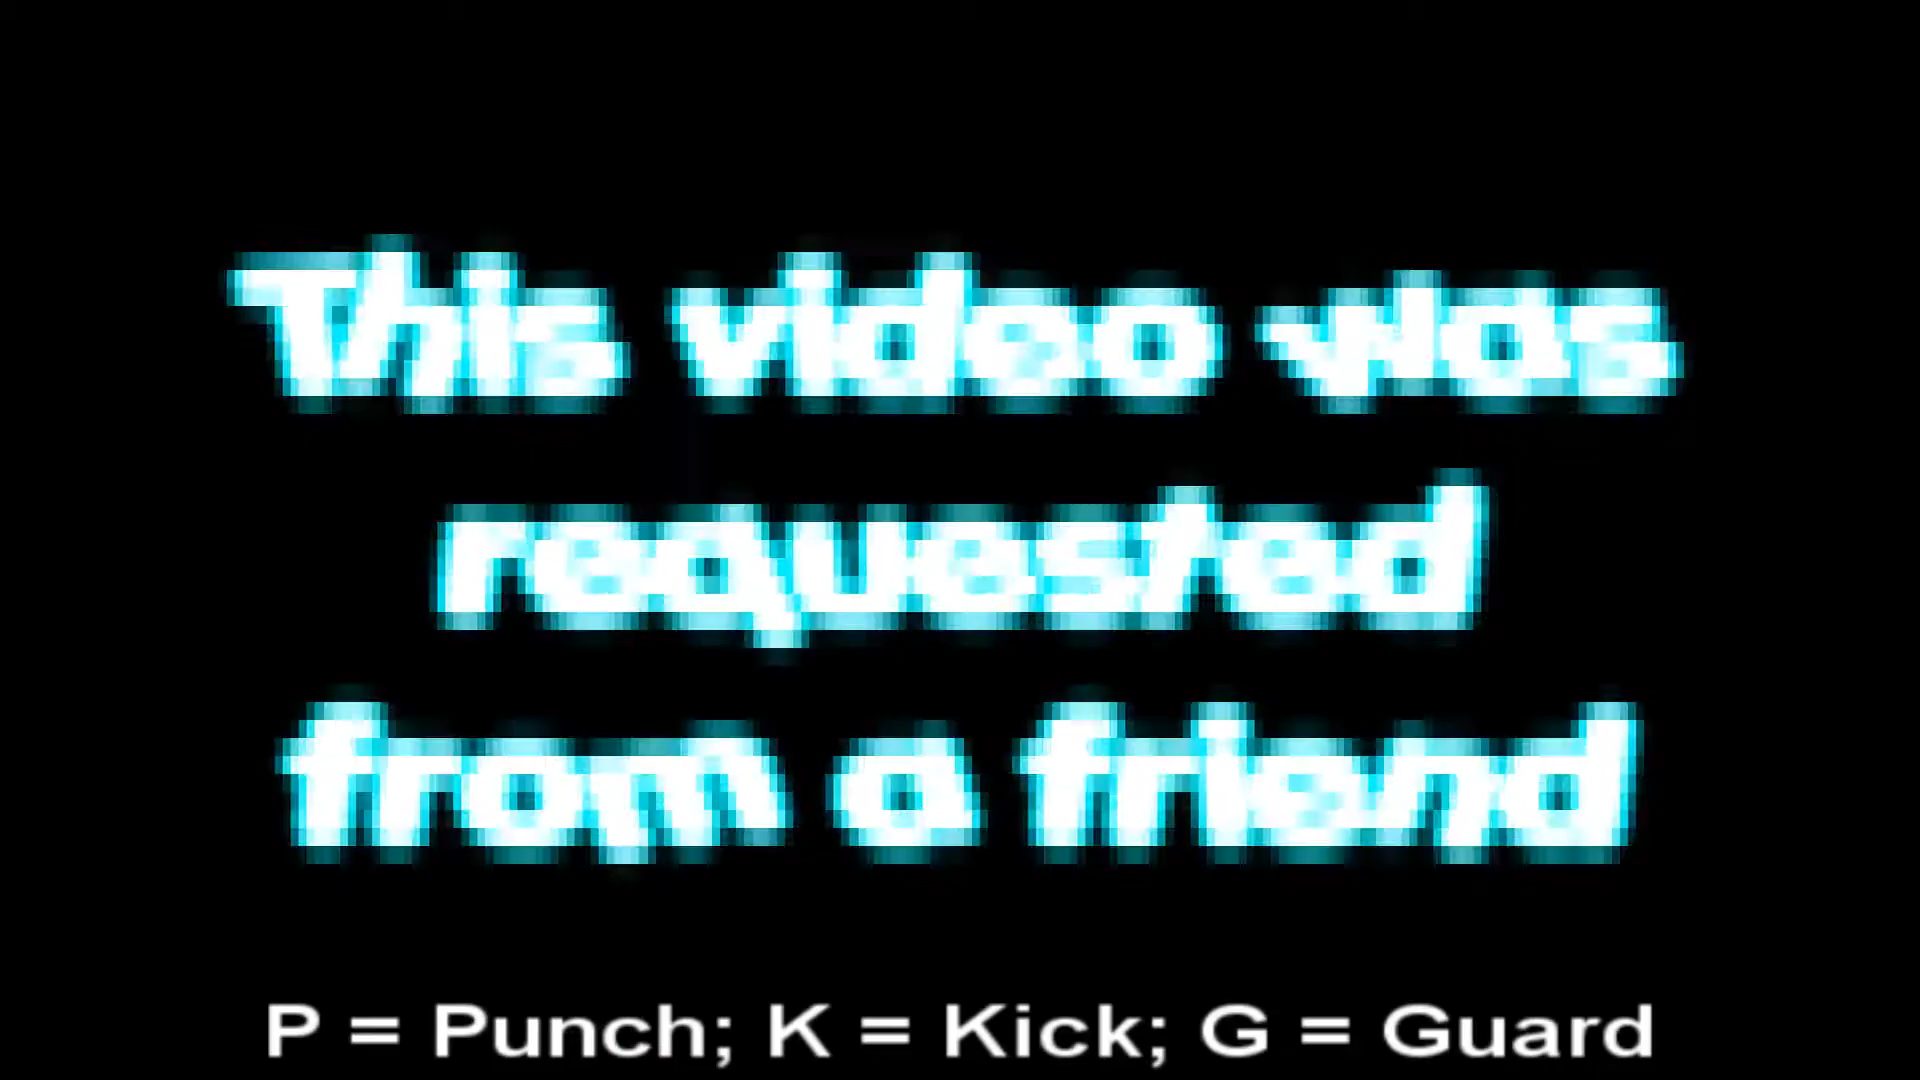 This video was
requested
from a friend
P = Punch; K = Kick; G = Guard